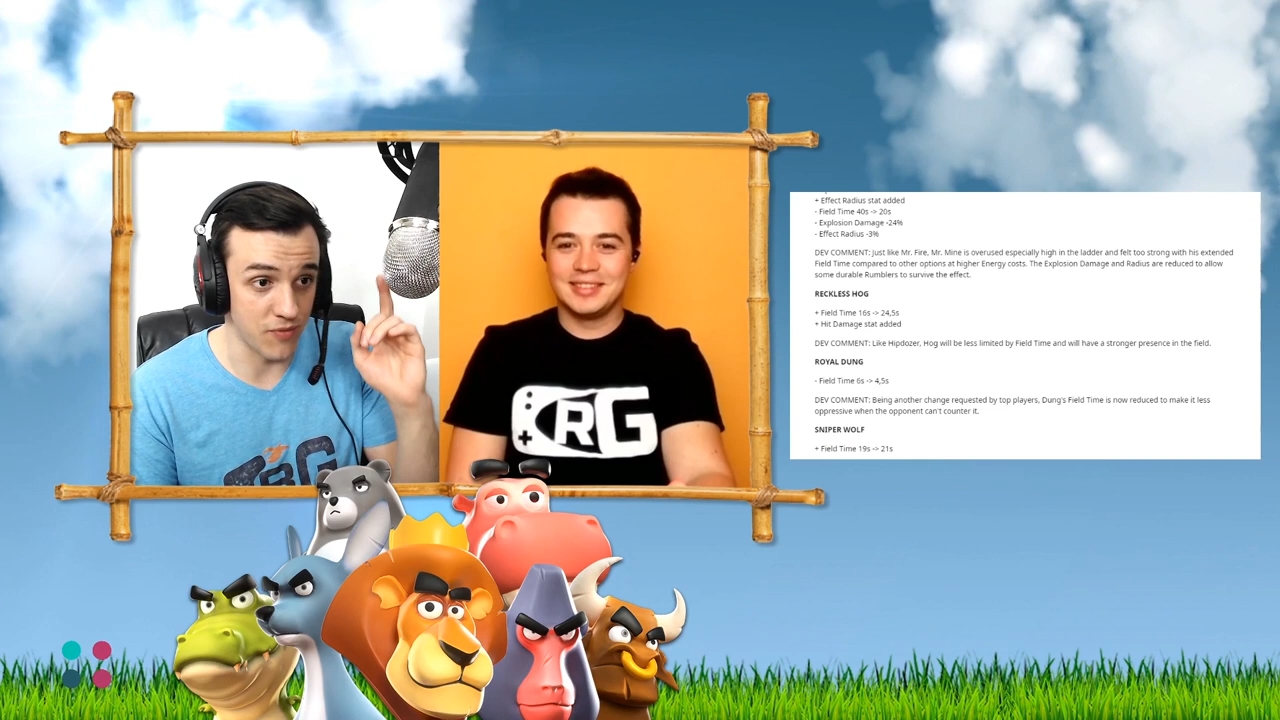 + Effect Radius stat added
- Field Time 40s -> 20s
- Explosion Damage -24%
- Effect Radius -3%
DEV COMMENT: Just like Mr. Fire, Mr. Mine is overused especially high in the ladder and felt too strong with his extended
Field Time compared to other options at higher Energy costs. The Explosion Damage and Radius are reduced to allow
some durable Rumblers to survive the effect.
RECKLESS HOG
+ Field Time 16s -> 24,5s
+ Hit Damage stat added
DEV COMMENT: Like Hipdozer, Hog will be less limited by Field Time and will have a stronger presence in the field.
ROYAL DUNG
- Field Time 6s -> 4,5s
DEV COMMENT: Being another change requested by top players, Dung's Field Time is now reduced to make it less
oppressive when the opponent can't counter it.
SNIPER WOLF
+ Field Time 19s -> 21s
RG